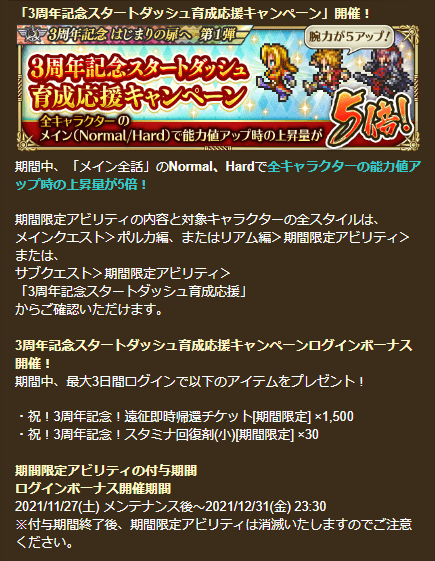 「3周年記念スタートダッシュ育成応援キャンペーン」開催！
3周年記念 はじまりの扉へ 第1弾
腕力が5アップ！
3周年記念スタートダッシュ
育成応援キャンペーン
全キャラクターの
メイン(Normal/Hard)で能力値アップ時の上昇量が
5倍！
期間中、「メイン全話」のNormal、Hardで全キャラクターの能力値ア
ップ時の上昇量が5倍！
期間限定アビリティの内容と対象キャラクターの全スタイルは、
メインクエスト＞ポルカ編、またはリアム編＞期間限定アビリティ＞
または、
サブクエスト＞期間限定アビリティ＞
「3周年記念スタートダッシュ育成応援」
からご確認いただけます。
3周年記念スタートダッシュ育成応援キャンペーンログインボーナス
開催！
期間中、最大3日間ログインで以下のアイテムをプレゼント！
・祝！3周年記念！遠征即時帰還チケット[期間限定] ×1,500
・祝！3周年記念！スタミナ回復剤(小)[期間限定] ×30
期間限定アビリティの付与期間
ログインボーナス開催期間
2021/11/27(土) メンテナンス後～2021/12/31(金) 23:30
※付与期間終了後、期間限定アビリティは消滅いたしますのでご注意
ください。